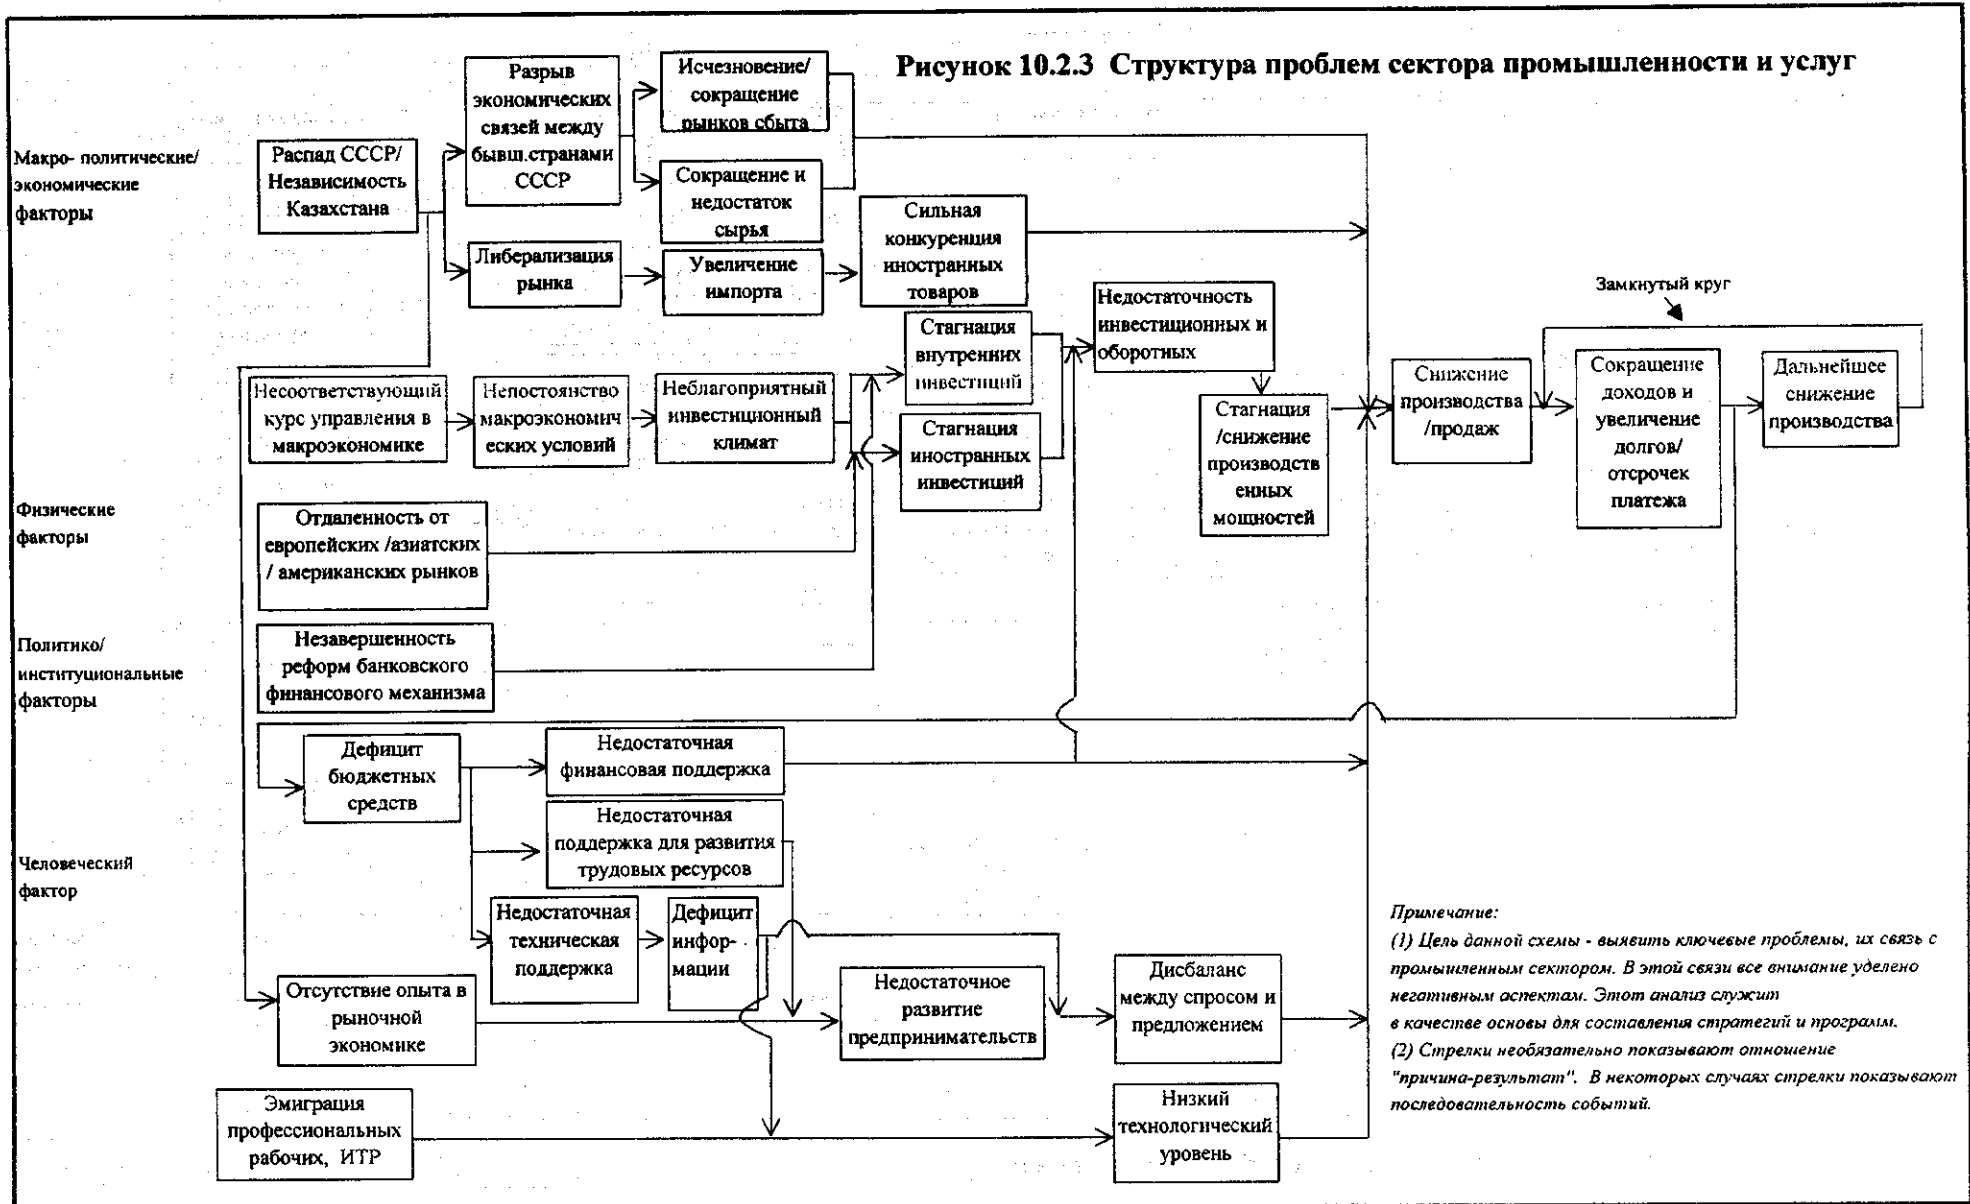 Рисунок 10.2.3 Структура проблем сектора промышленности и услуг
Макро- политические/
экономические
факторы
Распад СССР/
Независимость
Казахстана
Разрыв
экономических
связей между
бывш.странами
СССР
Исчезновение/
сокращение
рынков сбыта
Сокращение и
недостаток
сырья
Либерализация
рынка
Увеличение
импорта
Сильная
конкуренция
иностранных
товаров
Несоответствующий
курс управления в
макроэкономике
Непостоянство
макроэкономич
еских условий
Неблагоприятный
инвестиционный
климат
Стагнация
внутренних
инвестиций
Стагнация
иностранных
инвестиций
Недостаточность
инвестиционных и
оборотных
Стагнация
/снижение
производств
енных
мощностей
Снижение
производства
/продаж
Замкнутый круг
Сокращение
доходов и
увеличение
долгов/
отсрочек
платежа
Дальнейшее
снижение
производства
Физические
факторы
Отдаленность от
европейских /азиатских
/ американских рынков
Политико/
институциональные
факторы
Незавершенность
реформ банковского
финансового механизма
Дефицит
бюджетных
средств
Недостаточная
финансовая поддержка
Недостаточная
поддержка для развития
трудовых ресурсов
Человеческий
фактор
Недостаточная
техническая
поддержка
Дефицит
инфор-
мации
Отсутствие опыта в
рыночной
экономике
Недостаточное
развитие
предпринимательств
Дисбаланс
между спросом и
предложением
Эмиграция
профессиональных
рабочих, ИТР
Низкий
технологический
уровень
Примечание:
(1) Цель данной схемы - выявить ключевые проблемы, их связь с
промышленным сектором. В этой связи все внимание уделено
негативным аспектам. Этот анализ служит
в качестве основы для составления стратегий и программ.
(2) Стрелки необязательно показывают отношение
"причина-результат". В некоторых случаях стрелки показывают
последовательность событий.